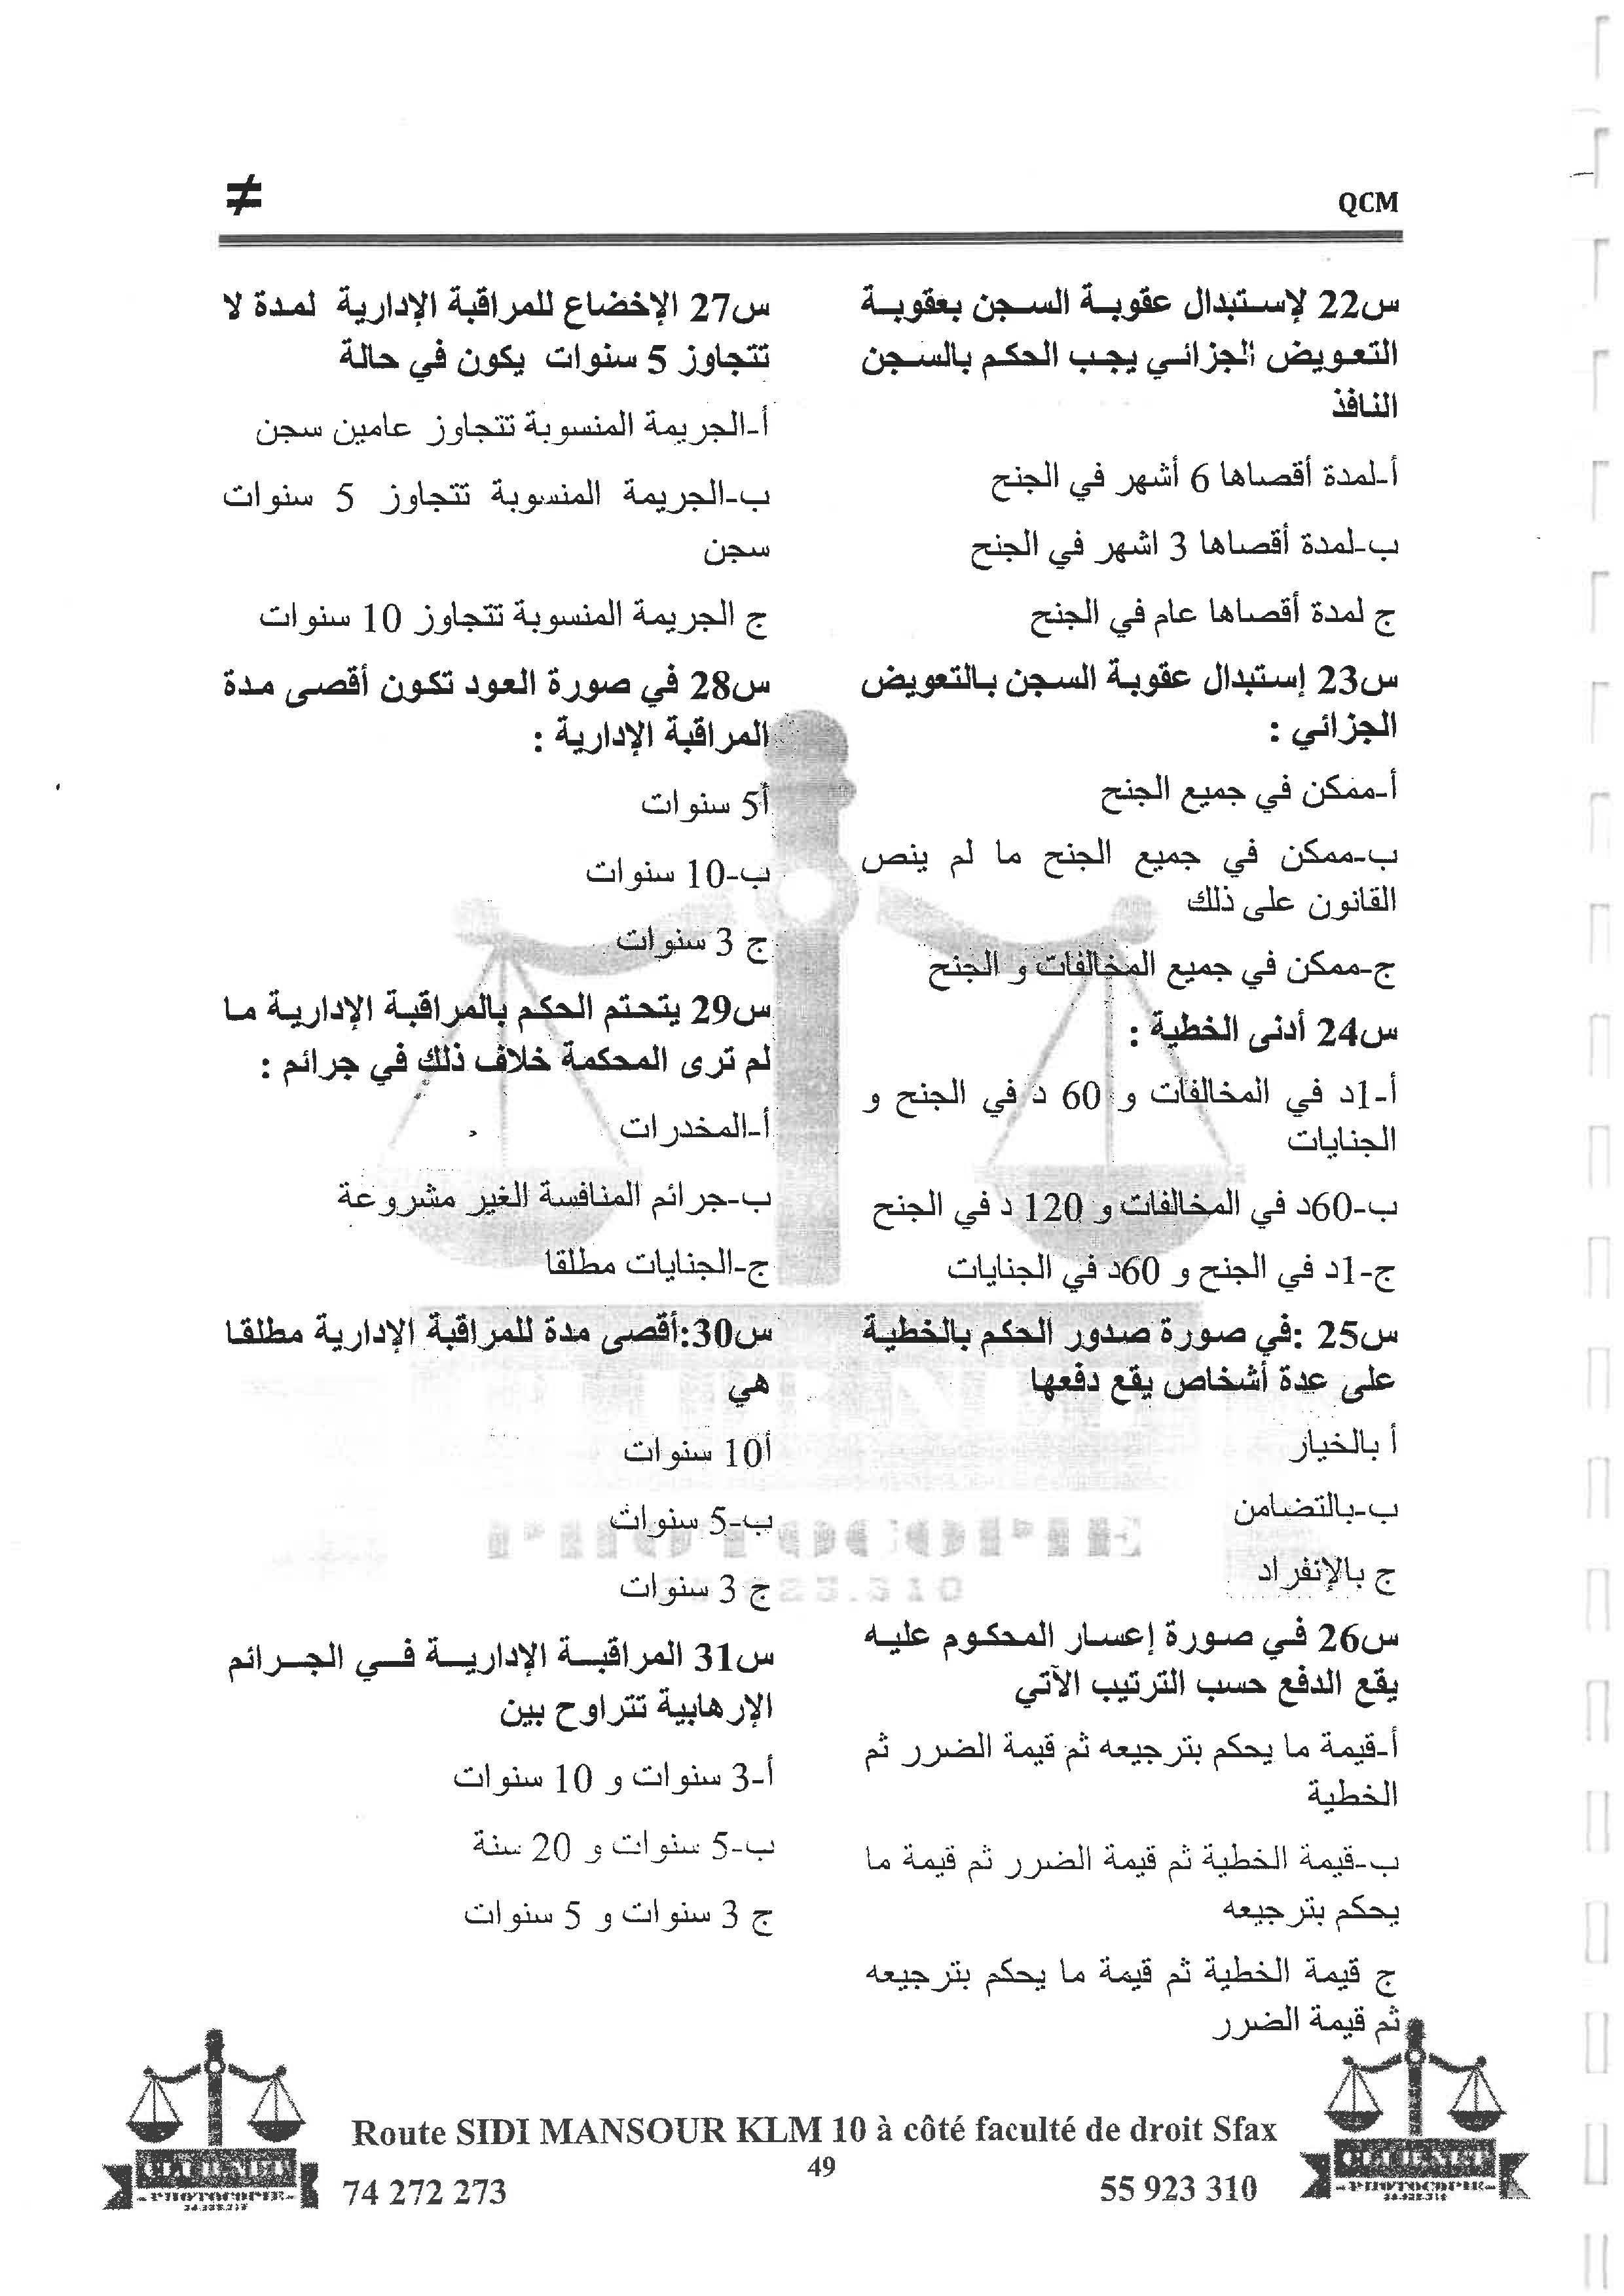 ≠
QCM
س22 لإستبدال عقوبة السجن بعقوبة
التعويض الجزائي يجب الحكم بالسجن
النافذ
أ-لمدة أقصاها 6 أشهر في الجنح
ب-لمدة أقصاها 3 اشهر في الجنح
ج لمدة أقصاها عام في الجنح
س23 إستبدال عقوبة السجن بالتعويض
الجزائي :
أ-ممكن في جميع الجنح
ب-ممكن في جميع الجنح ما لم ينص
القانون على ذلك
ج-ممكن في جميع المخالفات و الجنح
س24 أدنى الخطية :
أ-1د في المخالفات و 60 د في الجنح و
الجنايات
ب-60د في المخالفات و 120 د في الجنح
ج-1د في الجنح و 60د في الجنايات
س25 :في صورة صدور الحكم بالخطية
على عدة أشخاص يقع دفعها
أ بالخيار
ب-بالتضامن
ج بالإنفراد
س26 في صورة إعسار المحكوم عليه
يقع الدفع حسب الترتيب الآتي
أ-قيمة ما يحكم بترجيعه ثم قيمة الضرر ثم
الخطية
ب-قيمة الخطية ثم قيمة الضرر ثم قيمة ما
يحكم بترجيعه
ج قيمة الخطية ثم قيمة ما يحكم بترجيعه
ثم قيمة الضرر
س27 الإخضاع للمراقبة الإدارية لمدة لا
تتجاوز 5 سنوات يكون في حالة
أ-الجريمة المنسوبة تتجاوز عامين سجن
ب-الجريمة المنسوبة تتجاوز 5 سنوات
سجن
ج الجريمة المنسوبة تتجاوز 10 سنوات
س28 في صورة العود تكون أقصى مدة
المراقبة الإدارية :
أ5 سنوات
ب-10 سنوات
ج 3 سنوات
س29 يتحتم الحكم بالمراقبة الإدارية ما
لم ترى المحكمة خلاف ذلك في جرائم :
أ-المخدرات
ب-جرائم المنافسة الغير مشروعة
ج-الجنايات مطلقا
س30:أقصى مدة للمراقبة الإدارية مطلقا
هي
أ10 سنوات
ب-5 سنوات
ج 3 سنوات
س31 المراقبة الإدارية في الجرائم
الإرهابية تتراوح بين
أ-3 سنوات و 10 سنوات
ب-5 سنوات و 20 سنة
ج 3 سنوات و 5 سنوات
PHOTOCOPIE
Route SIDI MANSOUR KLM 10 à côté faculté de droit Sfax
49
74 272 273
55 923 310
PHOTOCOPIE
PHOTOCOPIE